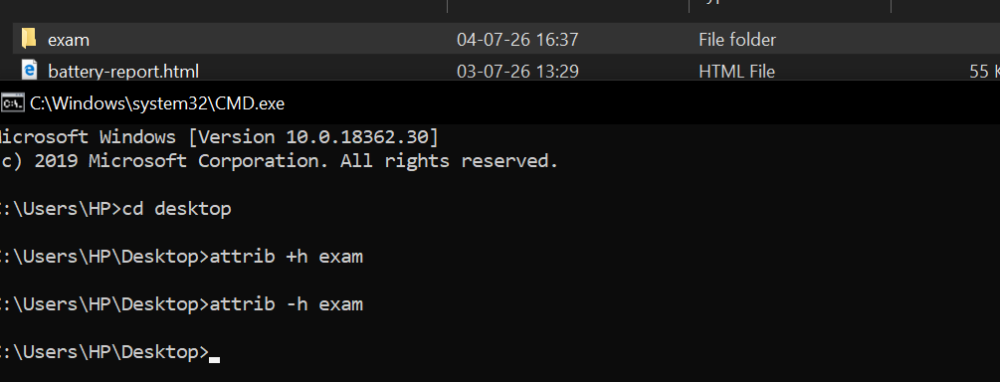 exam 04-07-26 16:37 File folder
battery-report.html 03-07-26 13:29 HTML File 55
C:\Windows\system32\CMD.exe
icrosoft Windows [Version 10.0.18362.30]
c) 2019 Microsoft Corporation. All rights reserved.
:\Users\HP>cd desktop
:\Users\HP\Desktop>attrib +h exam
:\Users\HP\Desktop>attrib -h exam
:\Users\HP\Desktop>